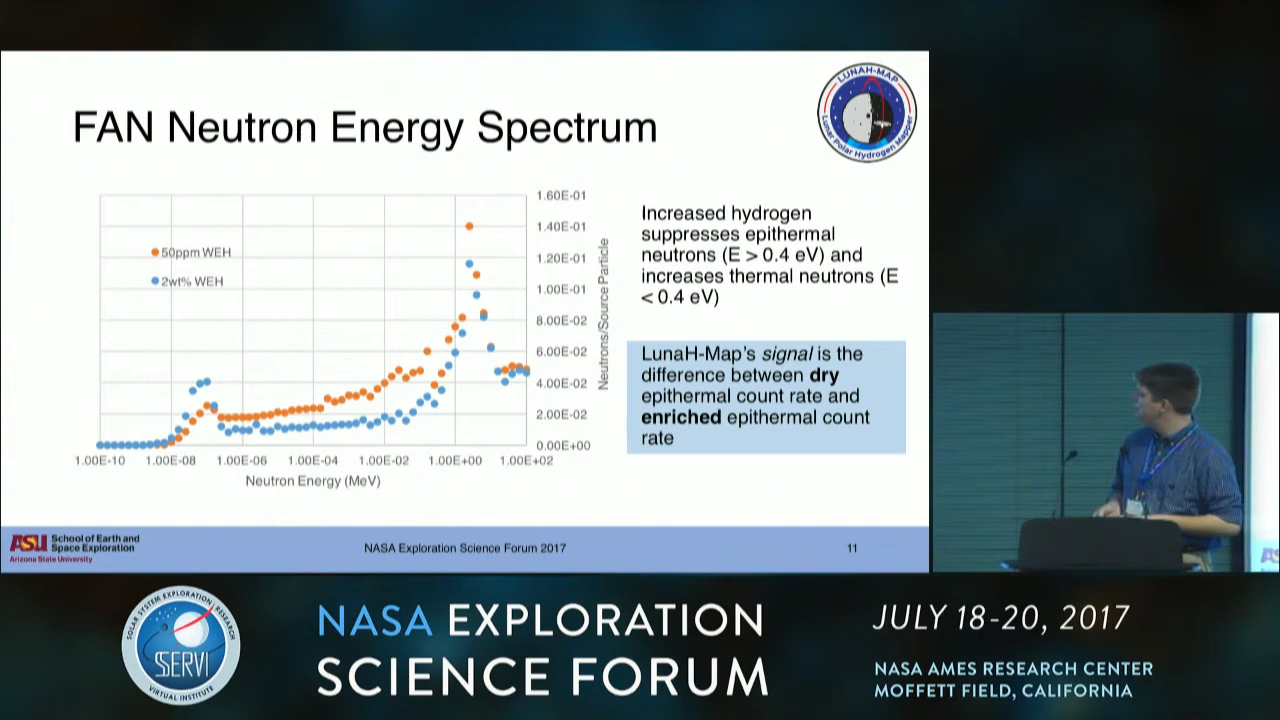 LUNAH-MAP
Lunar Polar Hydrogen Mapper
FAN Neutron Energy Spectrum
1.60E-01
1.40E-01
1.20E-01
1.00E-01
8.00E-02
6.00E-02
4.00E-02
2.00E-02
0.00E+00
Neutrons/Source Particle
50ppm WEH
2wt% WEH
1.00E-10
1.00E-08
1.00E-06
1.00E-04
1.00E-02
1.00E+00
1.00E+02
Neutron Energy (MeV)
Increased hydrogen
suppresses epithermal
neutrons (E > 0.4 eV) and
increases thermal neutrons (E
< 0.4 eV)
LunaH-Map's signal is the
difference between dry
epithermal count rate and
enriched epithermal count
rate
ASU School of Earth and
Space Exploration
Arizona State University
NASA Exploration Science Forum 2017
11
SOLAR SYSTEM EXPLORATION RESEARCH
SSERVI
VIRTUAL INSTITUTE
NASA EXPLORATION
SCIENCE FORUM
JULY 18-20, 2017
NASA AMES RESEARCH CENTER
MOFFETT FIELD, CALIFORNIA